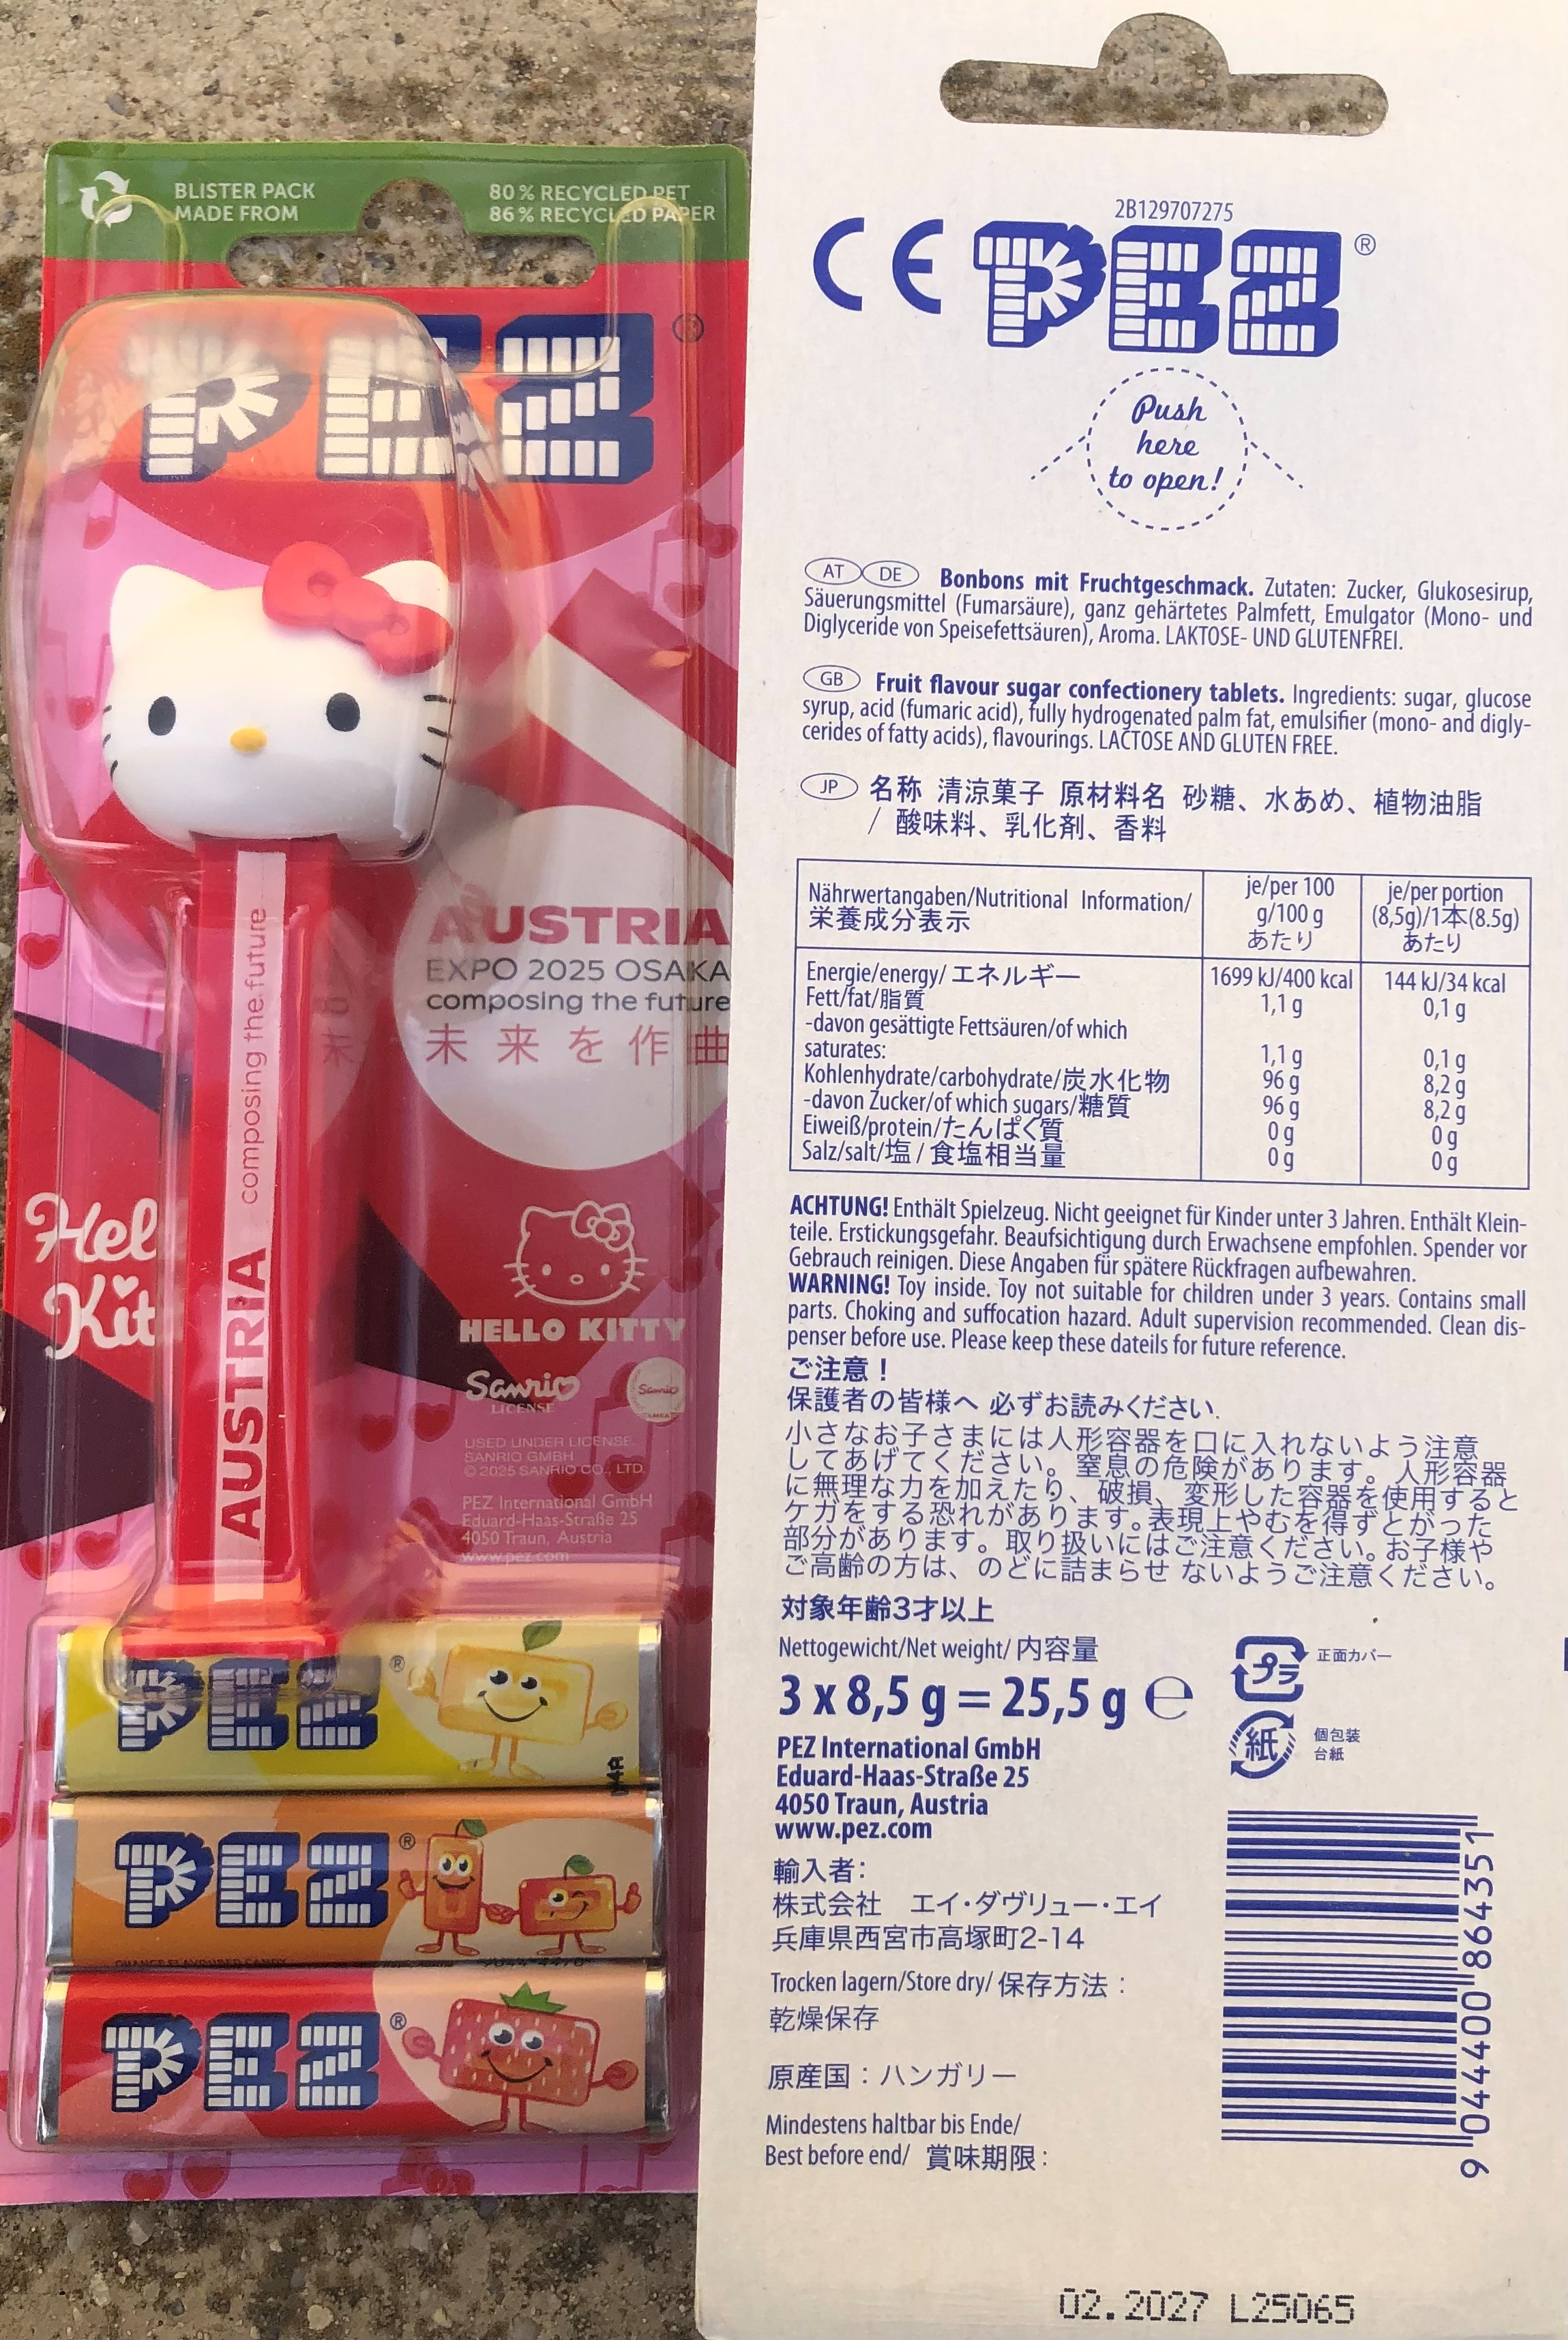 BLISTER PACK
MADE FROM
80 % RECYCLED PET
86 % RECYCLED PAPER
PEZ®
composing the future
AUSTRIA
AUSTRIA
EXPO 2025 OSAKA
composing the future
未来を作曲
Hel
Kit
HELLO KITTY
Sanrio
LICENSE
Sanrio
USED UNDER LICENSE.
SANRIO GMBH
© 2025 SANRIO CO., LTD.
PEZ International GmbH
Eduard-Haas-Straße 25
4050 Traun, Austria
www.pez.com
PEZ®
PEZ®
ORANGE FLAVOURED CANDY
PEZ®
2B129707275
CE PEZ®
Push
here
to open!
AT DE Bonbons mit Fruchtgeschmack. Zutaten: Zucker, Glukosesirup,
Säuerungsmittel (Fumarsäure), ganz gehärtetes Palmfett, Emulgator (Mono- und
Diglyceride von Speisefettsäuren), Aroma. LAKTOSE- UND GLUTENFREI.
GB Fruit flavour sugar confectionery tablets. Ingredients: sugar, glucose
syrup, acid (fumaric acid), fully hydrogenated palm fat, emulsifier (mono- and digly-
cerides of fatty acids), flavourings. LACTOSE AND GLUTEN FREE.
JP 名称 清涼菓子 原材料名 砂糖、水あめ、植物油脂
/ 酸味料、乳化剤、香料
Nährwertangaben/Nutritional Information/
栄養成分表示
je/per 100
g/100 g
あたり
je/per portion
(8,5g)/1本(8.5g)
あたり
Energie/energy/ エネルギー 1699 kJ/400 kcal 144 kJ/34 kcal
Fett/fat/脂質 1,1 g 0,1 g
-davon gesättigte Fettsäuren/of which
saturates: 1,1 g 0,1 g
Kohlenhydrate/carbohydrate/炭水化物 96 g 8,2 g
-davon Zucker/of which sugars/糖質 96 g 8,2 g
Eiweiß/protein/たんぱく質 0 g 0 g
Salz/salt/塩 / 食塩相当量 0 g 0 g
ACHTUNG! Enthält Spielzeug. Nicht geeignet für Kinder unter 3 Jahren. Enthält Klein-
teile. Erstickungsgefahr. Beaufsichtigung durch Erwachsene empfohlen. Spender vor
Gebrauch reinigen. Diese Angaben für spätere Rückfragen aufbewahren.
WARNING! Toy inside. Toy not suitable for children under 3 years. Contains small
parts. Choking and suffocation hazard. Adult supervision recommended. Clean dis-
penser before use. Please keep these dateils for future reference.
ご注意！
保護者の皆様へ 必ずお読みください.
小さなお子さまには人形容器を口に入れないよう注意
してあげてください。窒息の危険があります。人形容器
に無理な力を加えたり、破損、変形した容器を使用すると
ケガをする恐れがあります。表現上やむを得ずとがった
部分があります。取り扱いにはご注意ください。お子様や
ご高齢の方は、のどに詰まらせ ないようご注意ください。
対象年齢3才以上
Nettogewicht/Net weight/ 内容量
3 x 8,5 g = 25,5 g ℮
プラ 正面カバー
紙 個包装
台紙
PEZ International GmbH
Eduard-Haas-Straße 25
4050 Traun, Austria
www.pez.com
輸入者：
株式会社 エイ・ダヴリュー・エイ
兵庫県西宮市高塚町2-14
Trocken lagern/Store dry/ 保存方法：
乾燥保存
原産国：ハンガリー
Mindestens haltbar bis Ende/
Best before end/ 賞味期限：
9 044400 864351
02.2027 L25065